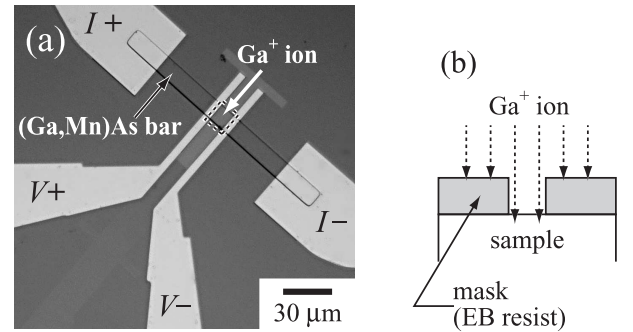 (a)
I+
Ga+ ion
(Ga,Mn)As bar
V+
I−
V−
30 μm
(b)
Ga+ ion
sample
mask
(EB resist)